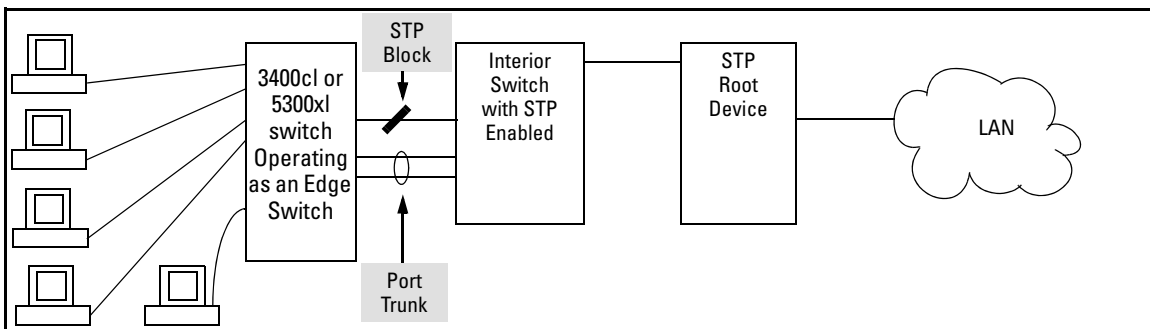 STP
Block
3400cl or
5300xl
switch
Operating
as an Edge
Switch
Interior
Switch
with STP
Enabled
STP
Root
Device
LAN
Port
Trunk